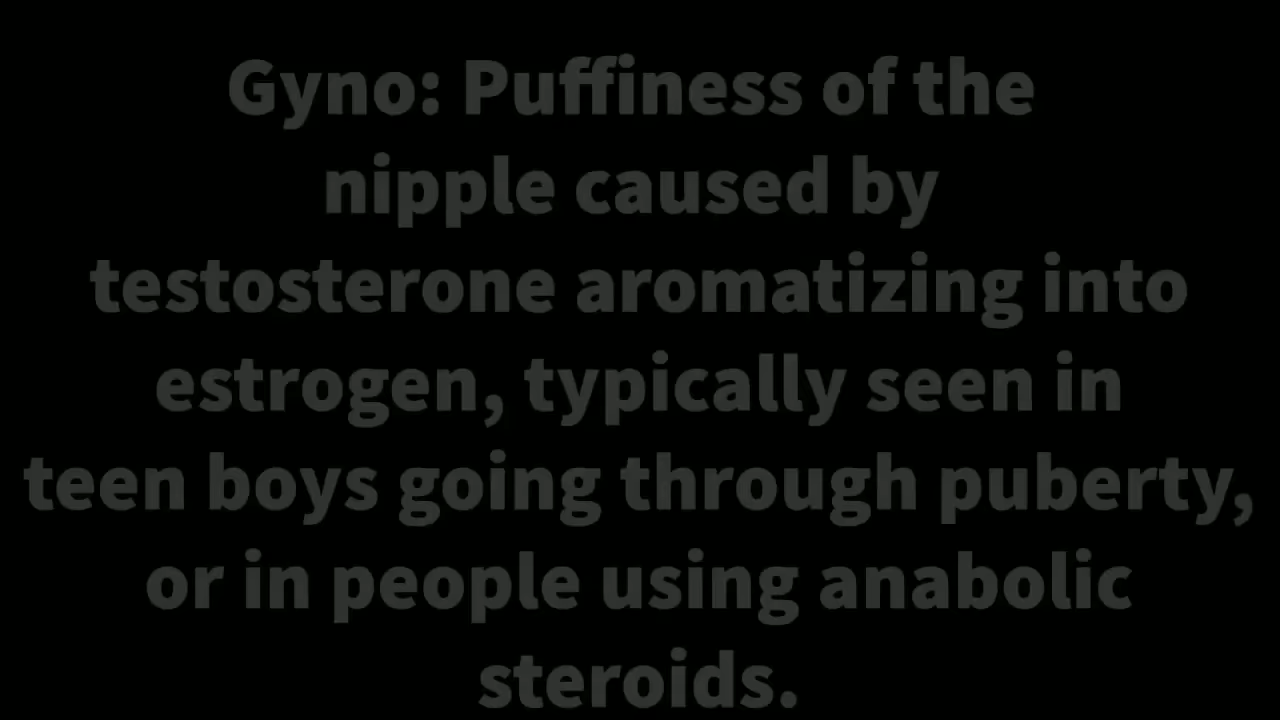 Gyno: Puffiness of the
nipple caused by
testosterone aromatizing into
estrogen, typically seen in
teen boys going through puberty,
or in people using anabolic
steroids.